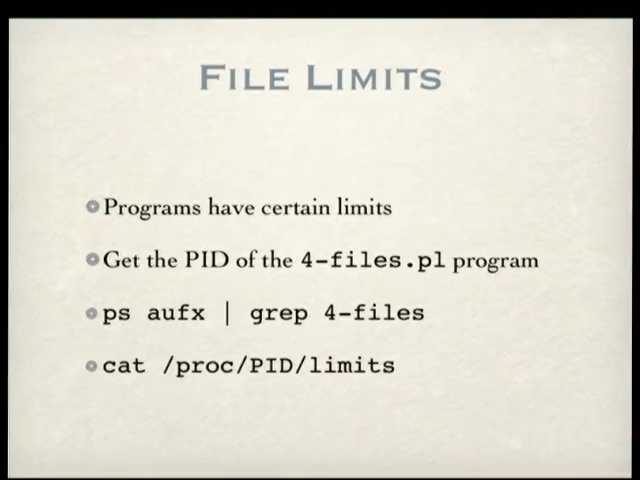 FILE LIMITS
Programs have certain limits
Get the PID of the 4-files.pl program
ps aufx | grep 4-files
cat /proc/PID/limits